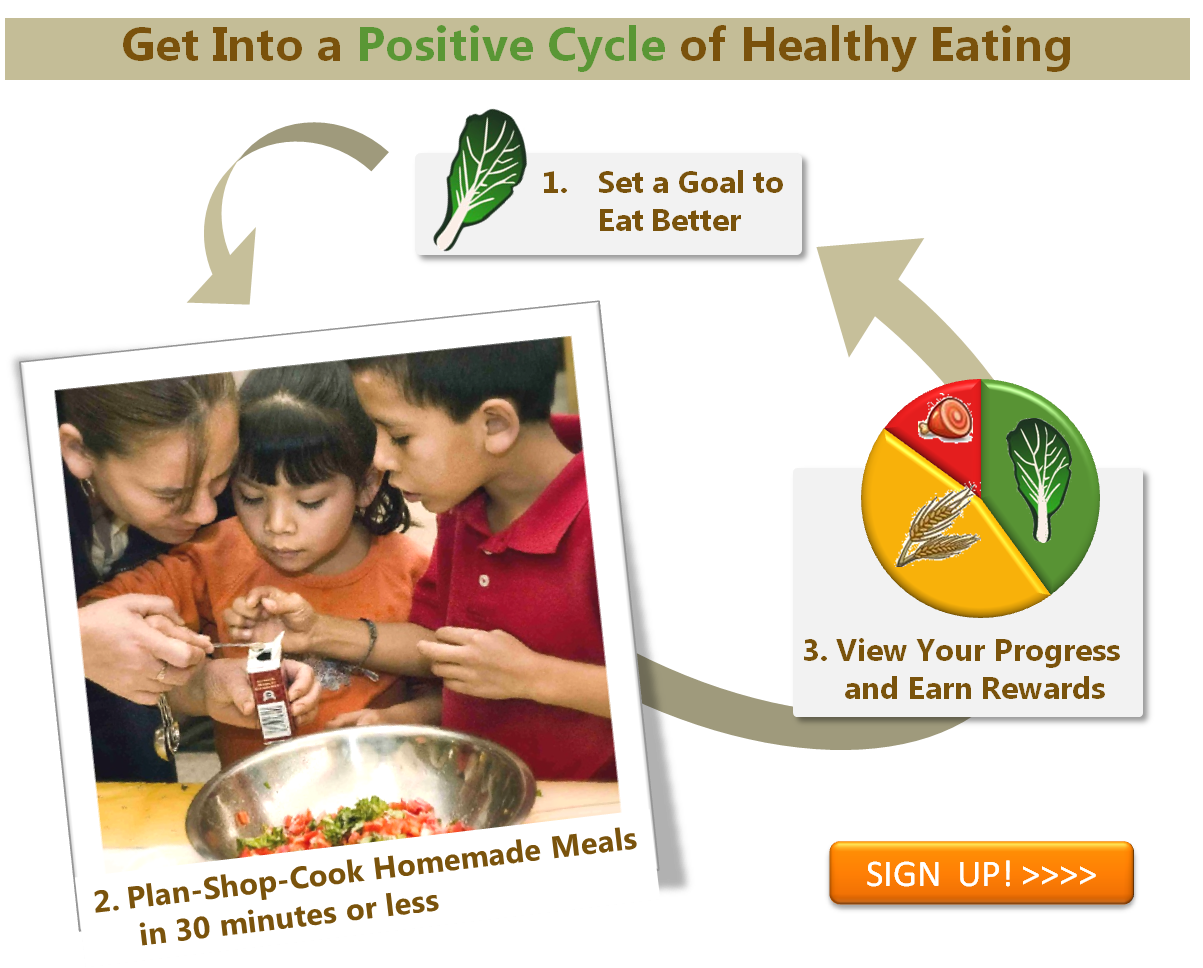 Get Into a Positive Cycle of Healthy Eating
1. Set a Goal to
Eat Better
2. Plan-Shop-Cook Homemade Meals
in 30 minutes or less
3. View Your Progress
and Earn Rewards
SIGN UP! >>>>